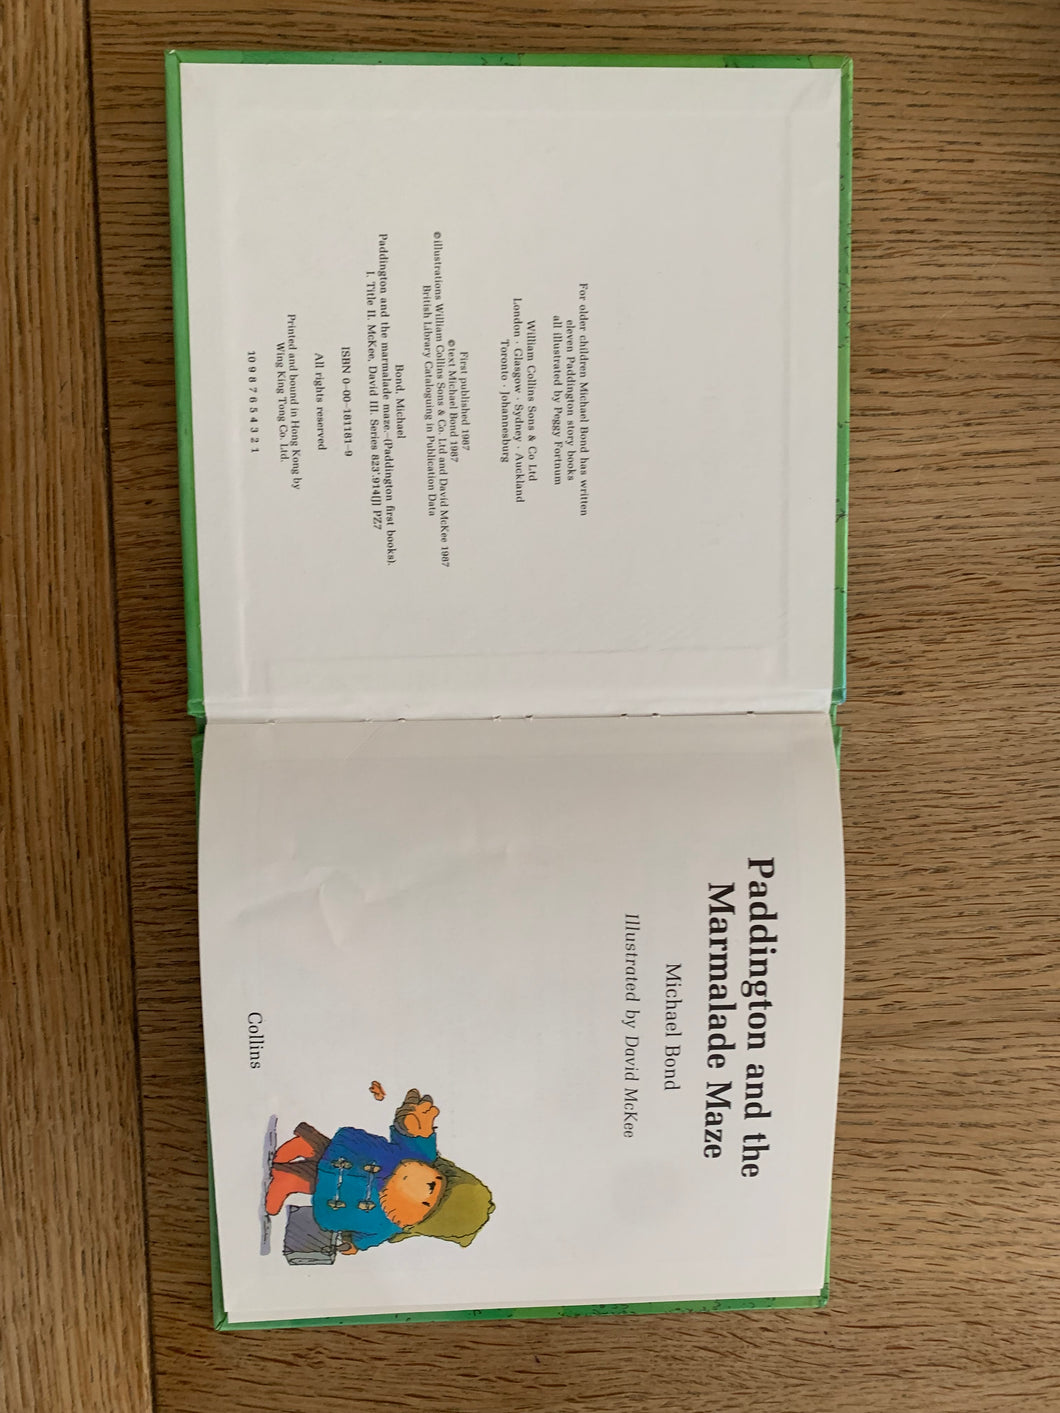 For older children Michael Bond has written
eleven Paddington story books
all illustrated by Peggy Fortnum
William Collins Sons & Co Ltd
London · Glasgow · Sydney · Auckland
Toronto · Johannesburg
First published 1987
© text Michael Bond 1987
© illustrations William Collins Sons & Co. Ltd and David McKee 1987
British Library Cataloguing in Publication Data
Bond, Michael
Paddington and the marmalade maze.—(Paddington first books).
I. Title II. McKee, David III. Series 823'.914[J] PZ7
ISBN 0-00-181181-9
All rights reserved
Printed and bound in Hong Kong by
Wing King Tong Co. Ltd.
10 9 8 7 6 5 4 3 2 1
Paddington and the
Marmalade Maze
Michael Bond
Illustrated by David McKee
Collins